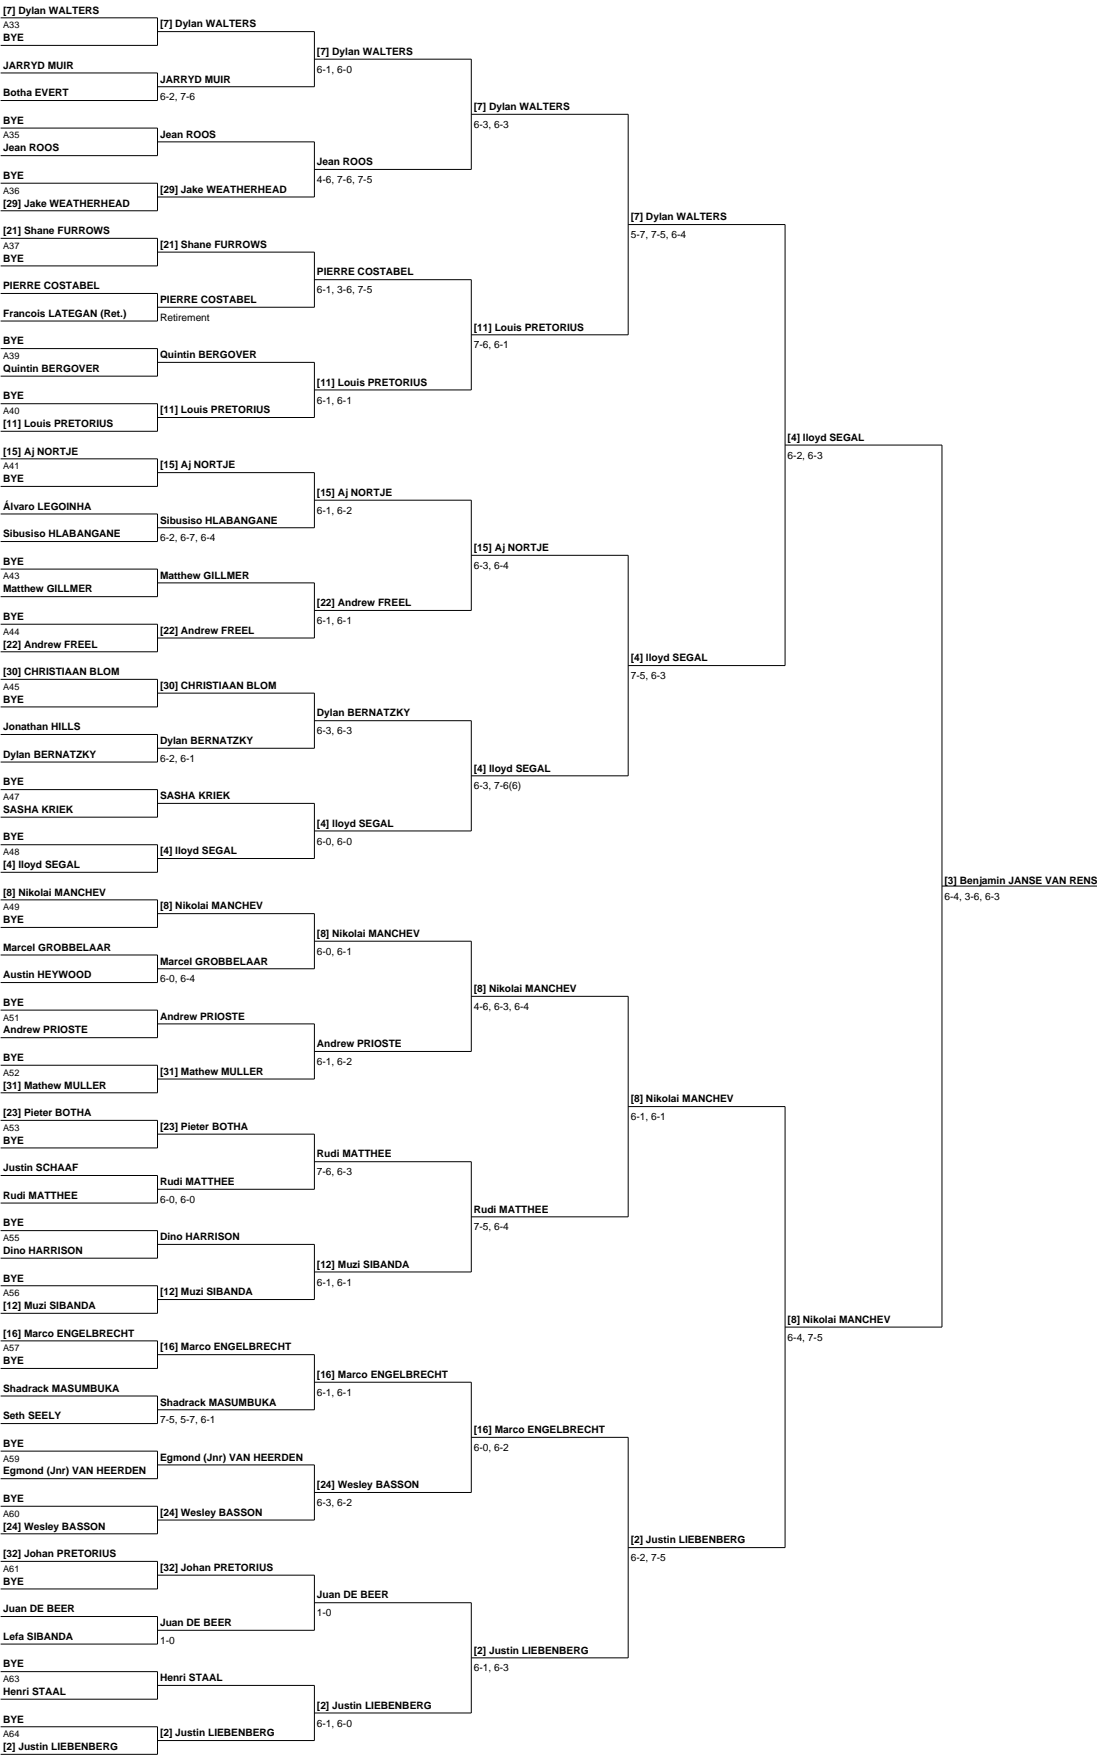 [7] Dylan WALTERS
A33
BYE
[7] Dylan WALTERS
JARRYD MUIR
Botha EVERT
JARRYD MUIR
6-2, 7-6
[7] Dylan WALTERS
6-1, 6-0
BYE
A35
Jean ROOS
Jean ROOS
BYE
A36
[29] Jake WEATHERHEAD
[29] Jake WEATHERHEAD
Jean ROOS
4-6, 7-6, 7-5
[7] Dylan WALTERS
6-3, 6-3
[21] Shane FURROWS
A37
BYE
[21] Shane FURROWS
PIERRE COSTABEL
Francois LATEGAN (Ret.)
PIERRE COSTABEL
Retirement
PIERRE COSTABEL
6-1, 3-6, 7-5
BYE
A39
Quintin BERGOVER
Quintin BERGOVER
BYE
A40
[11] Louis PRETORIUS
[11] Louis PRETORIUS
[11] Louis PRETORIUS
6-1, 6-1
[11] Louis PRETORIUS
7-6, 6-1
[7] Dylan WALTERS
5-7, 7-5, 6-4
[15] Aj NORTJE
A41
BYE
[15] Aj NORTJE
Álvaro LEGOINHA
Sibusiso HLABANGANE
Sibusiso HLABANGANE
6-2, 6-7, 6-4
[15] Aj NORTJE
6-1, 6-2
BYE
A43
Matthew GILLMER
Matthew GILLMER
BYE
A44
[22] Andrew FREEL
[22] Andrew FREEL
[22] Andrew FREEL
6-1, 6-1
[15] Aj NORTJE
6-3, 6-4
[30] CHRISTIAAN BLOM
A45
BYE
[30] CHRISTIAAN BLOM
Jonathan HILLS
Dylan BERNATZKY
Dylan BERNATZKY
6-2, 6-1
Dylan BERNATZKY
6-3, 6-3
BYE
A47
SASHA KRIEK
SASHA KRIEK
BYE
A48
[4] lloyd SEGAL
[4] lloyd SEGAL
[4] lloyd SEGAL
6-0, 6-0
[4] lloyd SEGAL
6-3, 7-6(6)
[4] lloyd SEGAL
7-5, 6-3
[4] lloyd SEGAL
6-2, 6-3
[8] Nikolai MANCHEV
A49
BYE
[8] Nikolai MANCHEV
Marcel GROBBELAAR
Austin HEYWOOD
Marcel GROBBELAAR
6-0, 6-4
[8] Nikolai MANCHEV
6-0, 6-1
BYE
A51
Andrew PRIOSTE
Andrew PRIOSTE
BYE
A52
[31] Mathew MULLER
[31] Mathew MULLER
Andrew PRIOSTE
6-1, 6-2
[8] Nikolai MANCHEV
4-6, 6-3, 6-4
[23] Pieter BOTHA
A53
BYE
[23] Pieter BOTHA
Justin SCHAAF
Rudi MATTHEE
Rudi MATTHEE
6-0, 6-0
Rudi MATTHEE
7-6, 6-3
BYE
A55
Dino HARRISON
Dino HARRISON
BYE
A56
[12] Muzi SIBANDA
[12] Muzi SIBANDA
[12] Muzi SIBANDA
6-1, 6-1
Rudi MATTHEE
7-5, 6-4
[8] Nikolai MANCHEV
6-1, 6-1
[16] Marco ENGELBRECHT
A57
BYE
[16] Marco ENGELBRECHT
Shadrack MASUMBUKA
Seth SEELY
Shadrack MASUMBUKA
7-5, 5-7, 6-1
[16] Marco ENGELBRECHT
6-1, 6-1
BYE
A59
Egmond (Jnr) VAN HEERDEN
Egmond (Jnr) VAN HEERDEN
BYE
A60
[24] Wesley BASSON
[24] Wesley BASSON
[24] Wesley BASSON
6-3, 6-2
[16] Marco ENGELBRECHT
6-0, 6-2
[32] Johan PRETORIUS
A61
BYE
[32] Johan PRETORIUS
Juan DE BEER
Lefa SIBANDA
Juan DE BEER
1-0
Juan DE BEER
1-0
BYE
A63
Henri STAAL
Henri STAAL
BYE
A64
[2] Justin LIEBENBERG
[2] Justin LIEBENBERG
[2] Justin LIEBENBERG
6-1, 6-0
[2] Justin LIEBENBERG
6-1, 6-3
[2] Justin LIEBENBERG
6-2, 7-5
[8] Nikolai MANCHEV
6-4, 7-5
[3] Benjamin JANSE VAN RENS
6-4, 3-6, 6-3